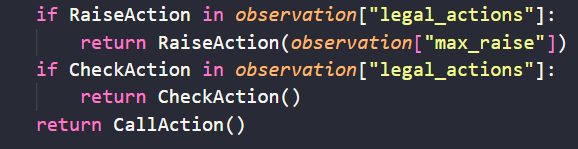 if RaiseAction in observation["legal_actions"]:
    return RaiseAction(observation["max_raise"])
if CheckAction in observation["legal_actions"]:
    return CheckAction()
return CallAction()